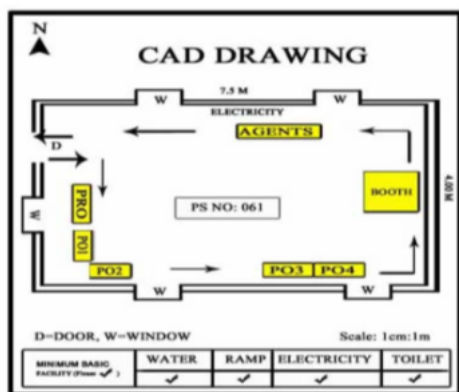 N
CAD DRAWING
7.5 M
W
W
ELECTRICITY
AGENTS
D
4.00 M
PRO
BOOTH
W
PS NO: 061
PO1
PO2
PO3
PO4
W
W
D=DOOR, W=WINDOW
Scale: 1cm:1m
MINIMUM BASIC WATER RAMP ELECTRICITY TOILET
FACILITY (Please ✓) ✓ ✓ ✓ ✓